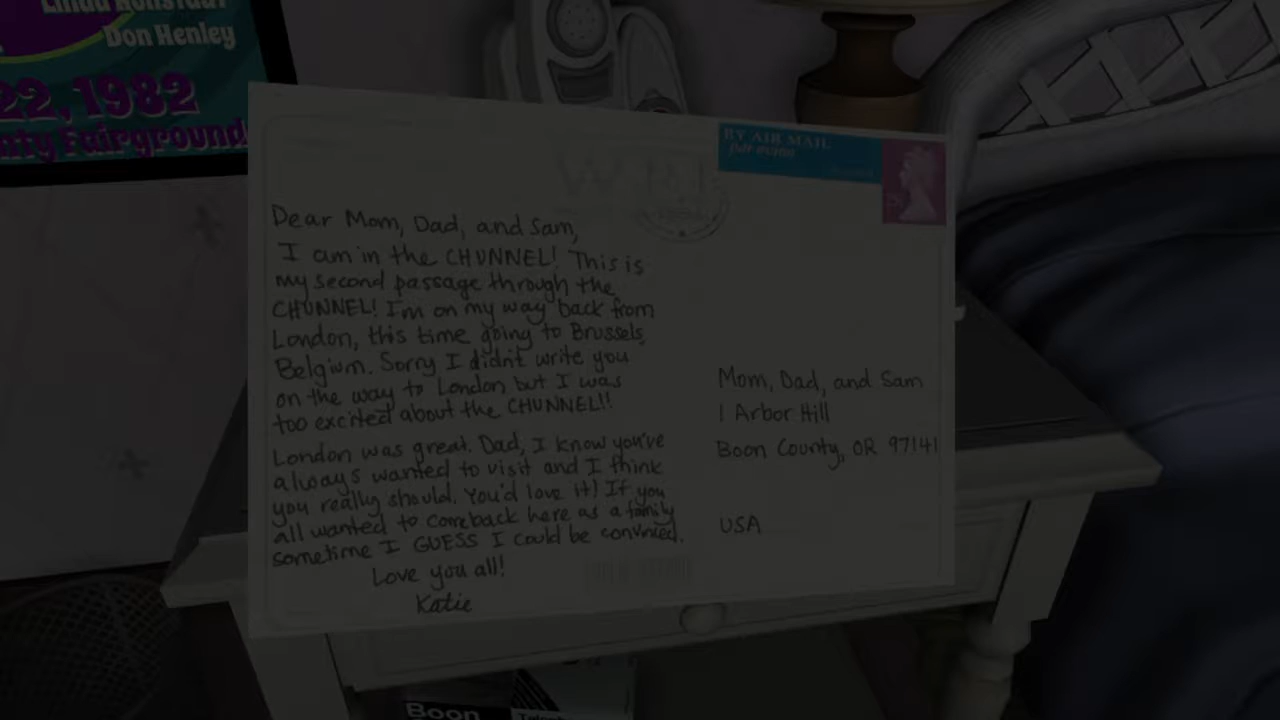 Linda Ronstadt
Don Henley
22, 1982
nty Fairground
BY AIR MAIL
par avion
Dear Mom, Dad, and Sam,
I am in the CHUNNEL! This is
my second passage through the
CHUNNEL! I'm on my way back from
London, this time going to Brussels,
Belgium. Sorry I didn't write you
on the way to London but I was
too excited about the CHUNNEL!!
London was great. Dad, I know you've
always wanted to visit and I think
you really should. You'd love it! If you
all wanted to comeback here as a family
sometime I GUESS I could be convinced.
Love you all!
Katie
Mom, Dad, and Sam
1 Arbor Hill
Boon County, OR 97141
USA
Boon